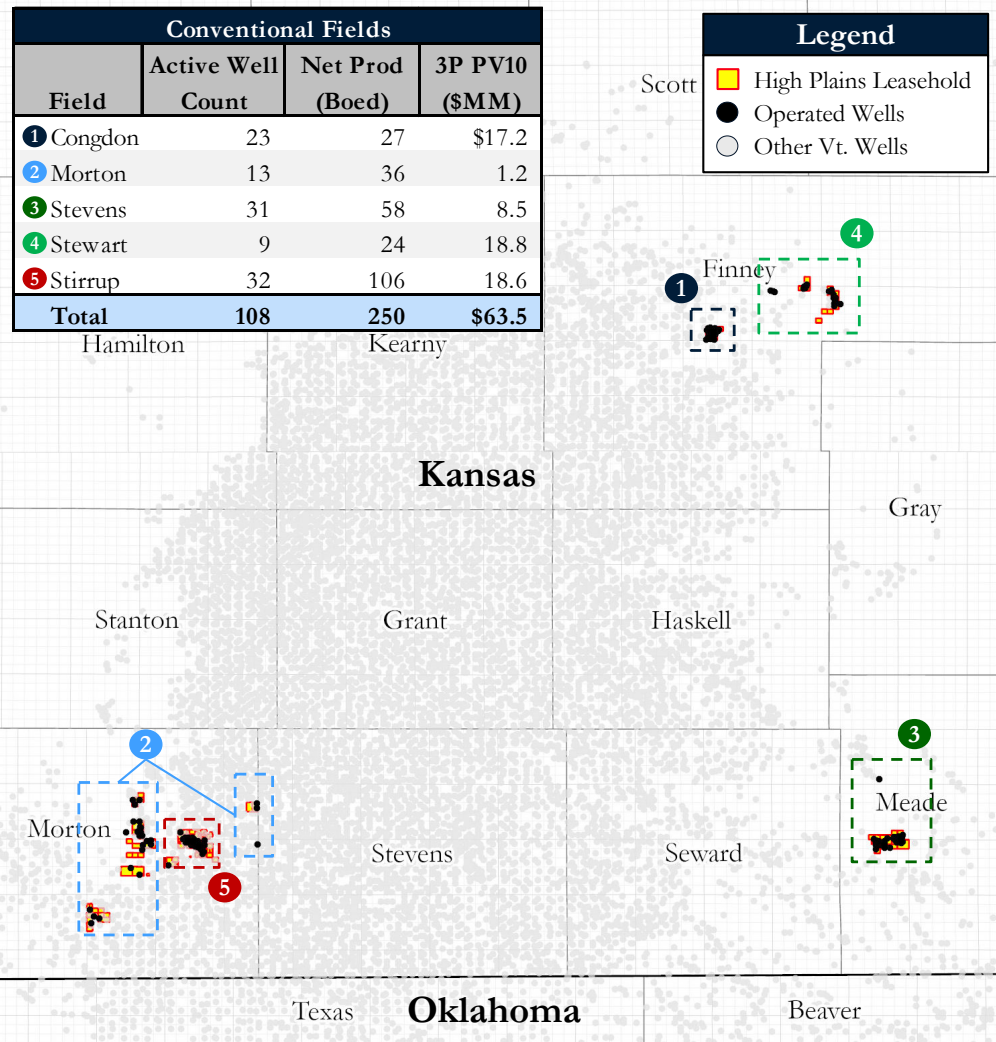 Conventional Fields
Field Active Well Count Net Prod (Boed) 3P PV10 ($MM)
1 Congdon 23 27 $17.2
2 Morton 13 36 1.2
3 Stevens 31 58 8.5
4 Stewart 9 24 18.8
5 Stirrup 32 106 18.6
Total 108 250 $63.5
Legend
High Plains Leasehold
Operated Wells
Other Vt. Wells
Scott
4
Finney
1
Hamilton Kearny
Kansas
Gray
Stanton Grant Haskell
2
3
Meade
Morton
Stevens Seward
5
Texas Oklahoma Beaver